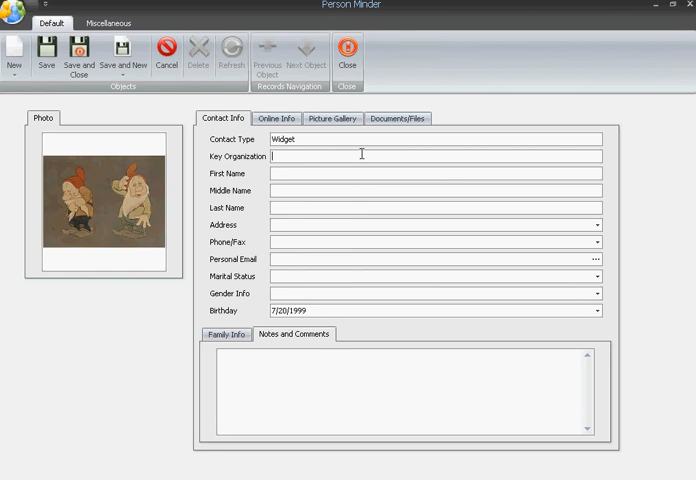 Person Minder
Default Miscellaneous
New Save Save and Close Save and New Cancel Delete Refresh Previous Object Next Object Close
Objects Records Navigation Close
Photo
Contact Info Online Info Picture Gallery Documents/Files
Contact Type Widget
Key Organization
First Name
Middle Name
Last Name
Address
Phone/Fax
Personal Email ...
Marital Status
Gender Info
Birthday 7/20/1999
Family Info Notes and Comments